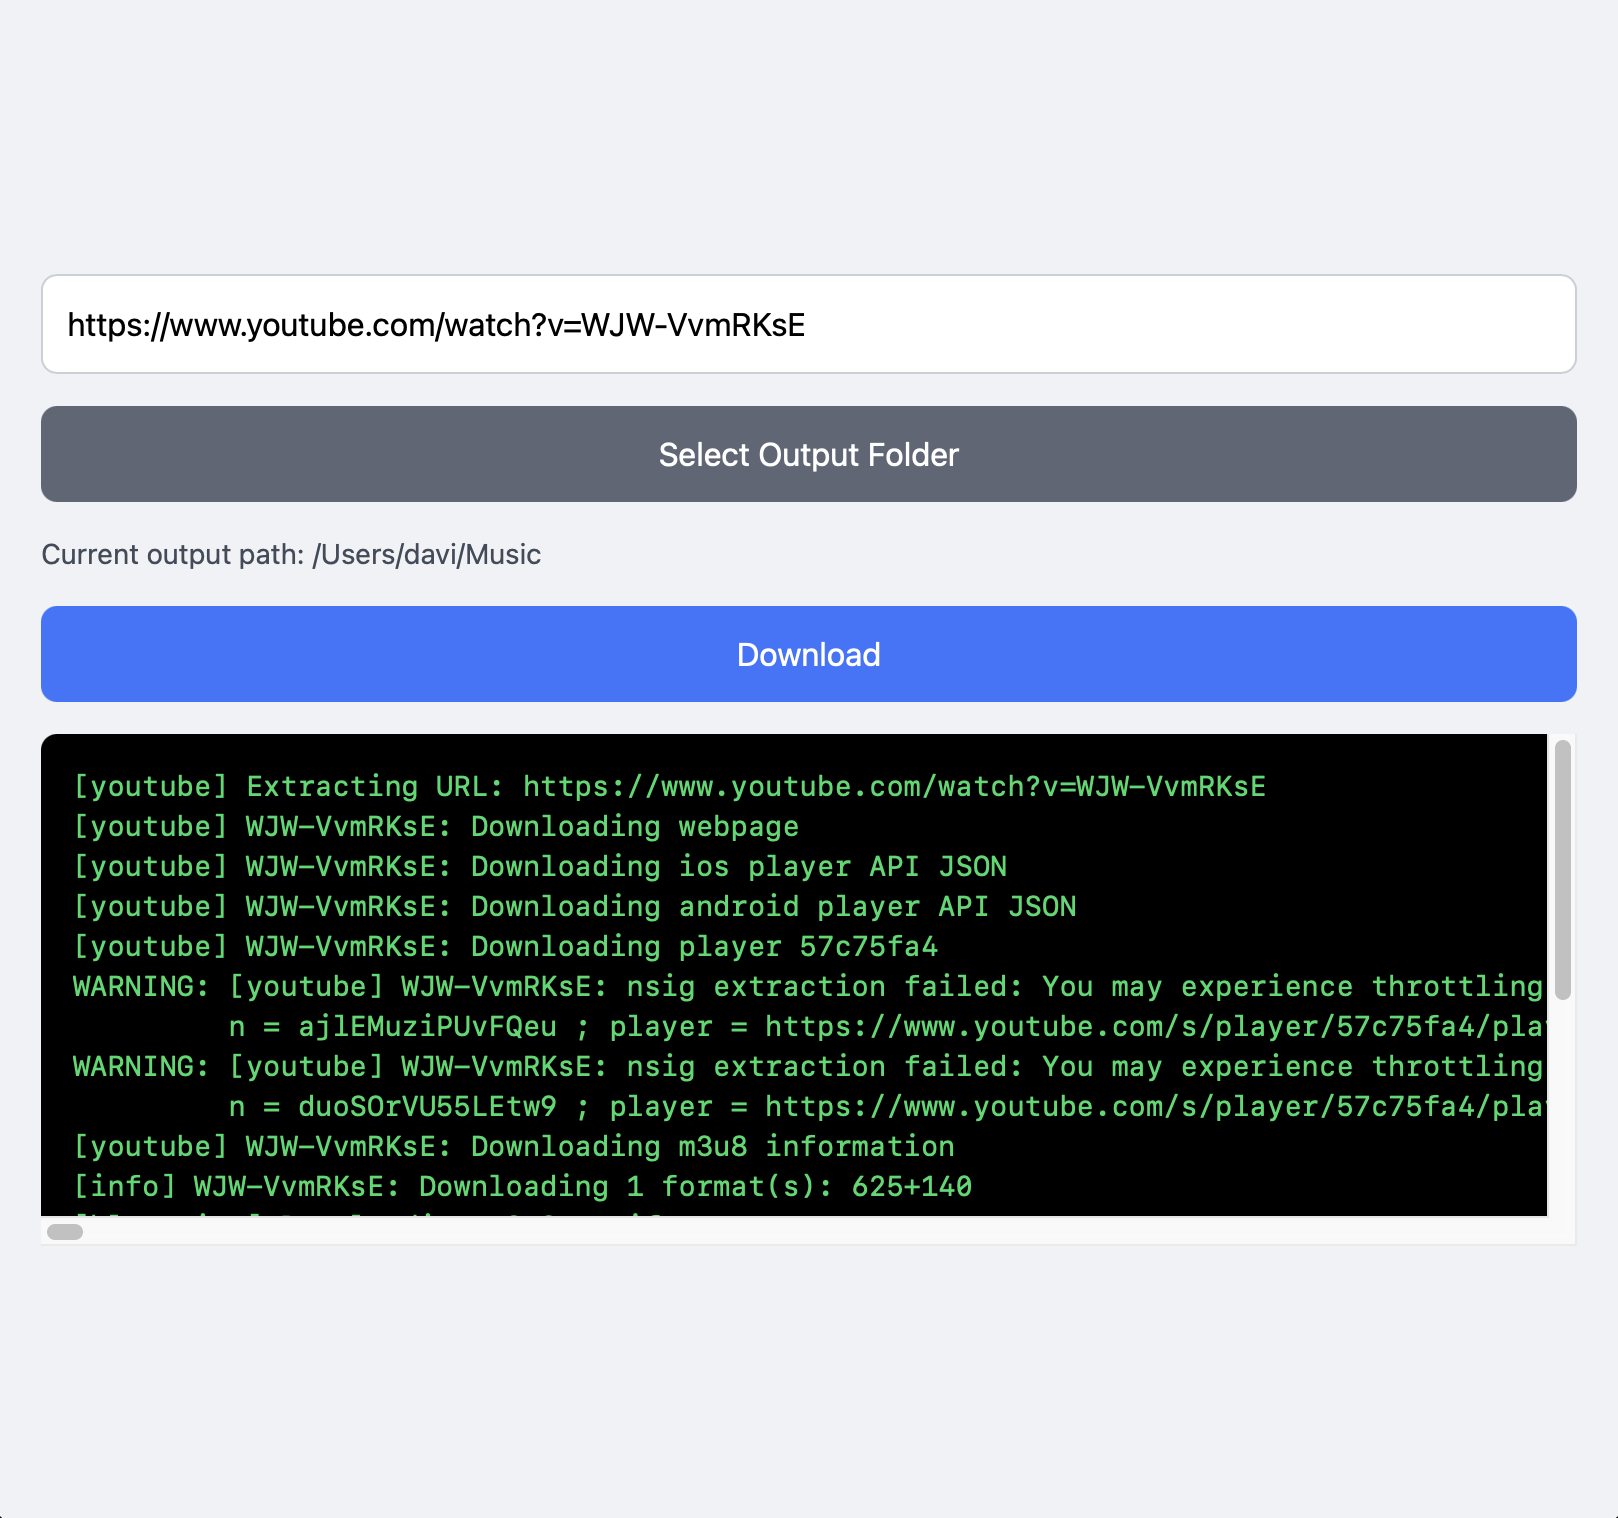 https://www.youtube.com/watch?v=WJW-VvmRKsE
Select Output Folder
Current output path: /Users/davi/Music
Download
[youtube] Extracting URL: https://www.youtube.com/watch?v=WJW-VvmRKsE
[youtube] WJW-VvmRKsE: Downloading webpage
[youtube] WJW-VvmRKsE: Downloading ios player API JSON
[youtube] WJW-VvmRKsE: Downloading android player API JSON
[youtube] WJW-VvmRKsE: Downloading player 57c75fa4
WARNING: [youtube] WJW-VvmRKsE: nsig extraction failed: You may experience throttling
n = ajlEMuziPUvFQeu ; player = https://www.youtube.com/s/player/57c75fa4/pla
WARNING: [youtube] WJW-VvmRKsE: nsig extraction failed: You may experience throttling
n = duoSOrVU55LEtw9 ; player = https://www.youtube.com/s/player/57c75fa4/pla
[youtube] WJW-VvmRKsE: Downloading m3u8 information
[info] WJW-VvmRKsE: Downloading 1 format(s): 625+140